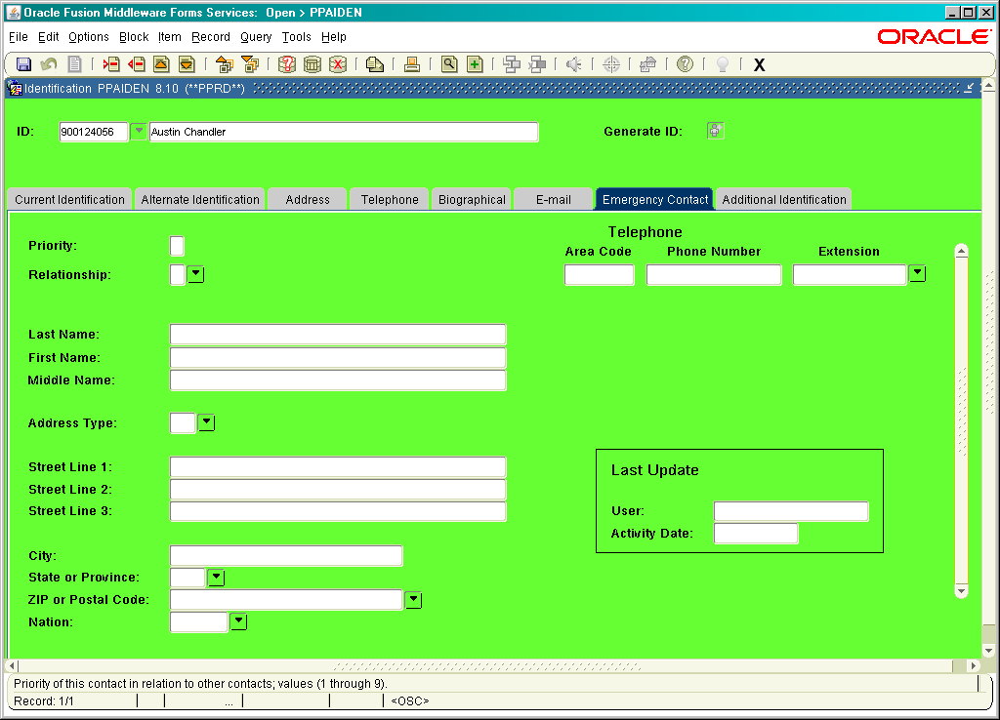 Oracle Fusion Middleware Forms Services: Open > PPAIDEN
File Edit Options Block Item Record Query Tools Help
ORACLE
X
Identification PPAIDEN 8.10 (**PPRD**)
ID: 900124056 Austin Chandler Generate ID:
Current Identification Alternate Identification Address Telephone Biographical E-mail Emergency Contact Additional Identification
Telephone
Priority: Area Code Phone Number Extension
Relationship:
Last Name:
First Name:
Middle Name:
Address Type:
Street Line 1:
Last Update
Street Line 2:
Street Line 3:
User:
Activity Date:
City:
State or Province:
ZIP or Postal Code:
Nation:
Priority of this contact in relation to other contacts; values (1 through 9).
Record: 1/1 ... <OSC>